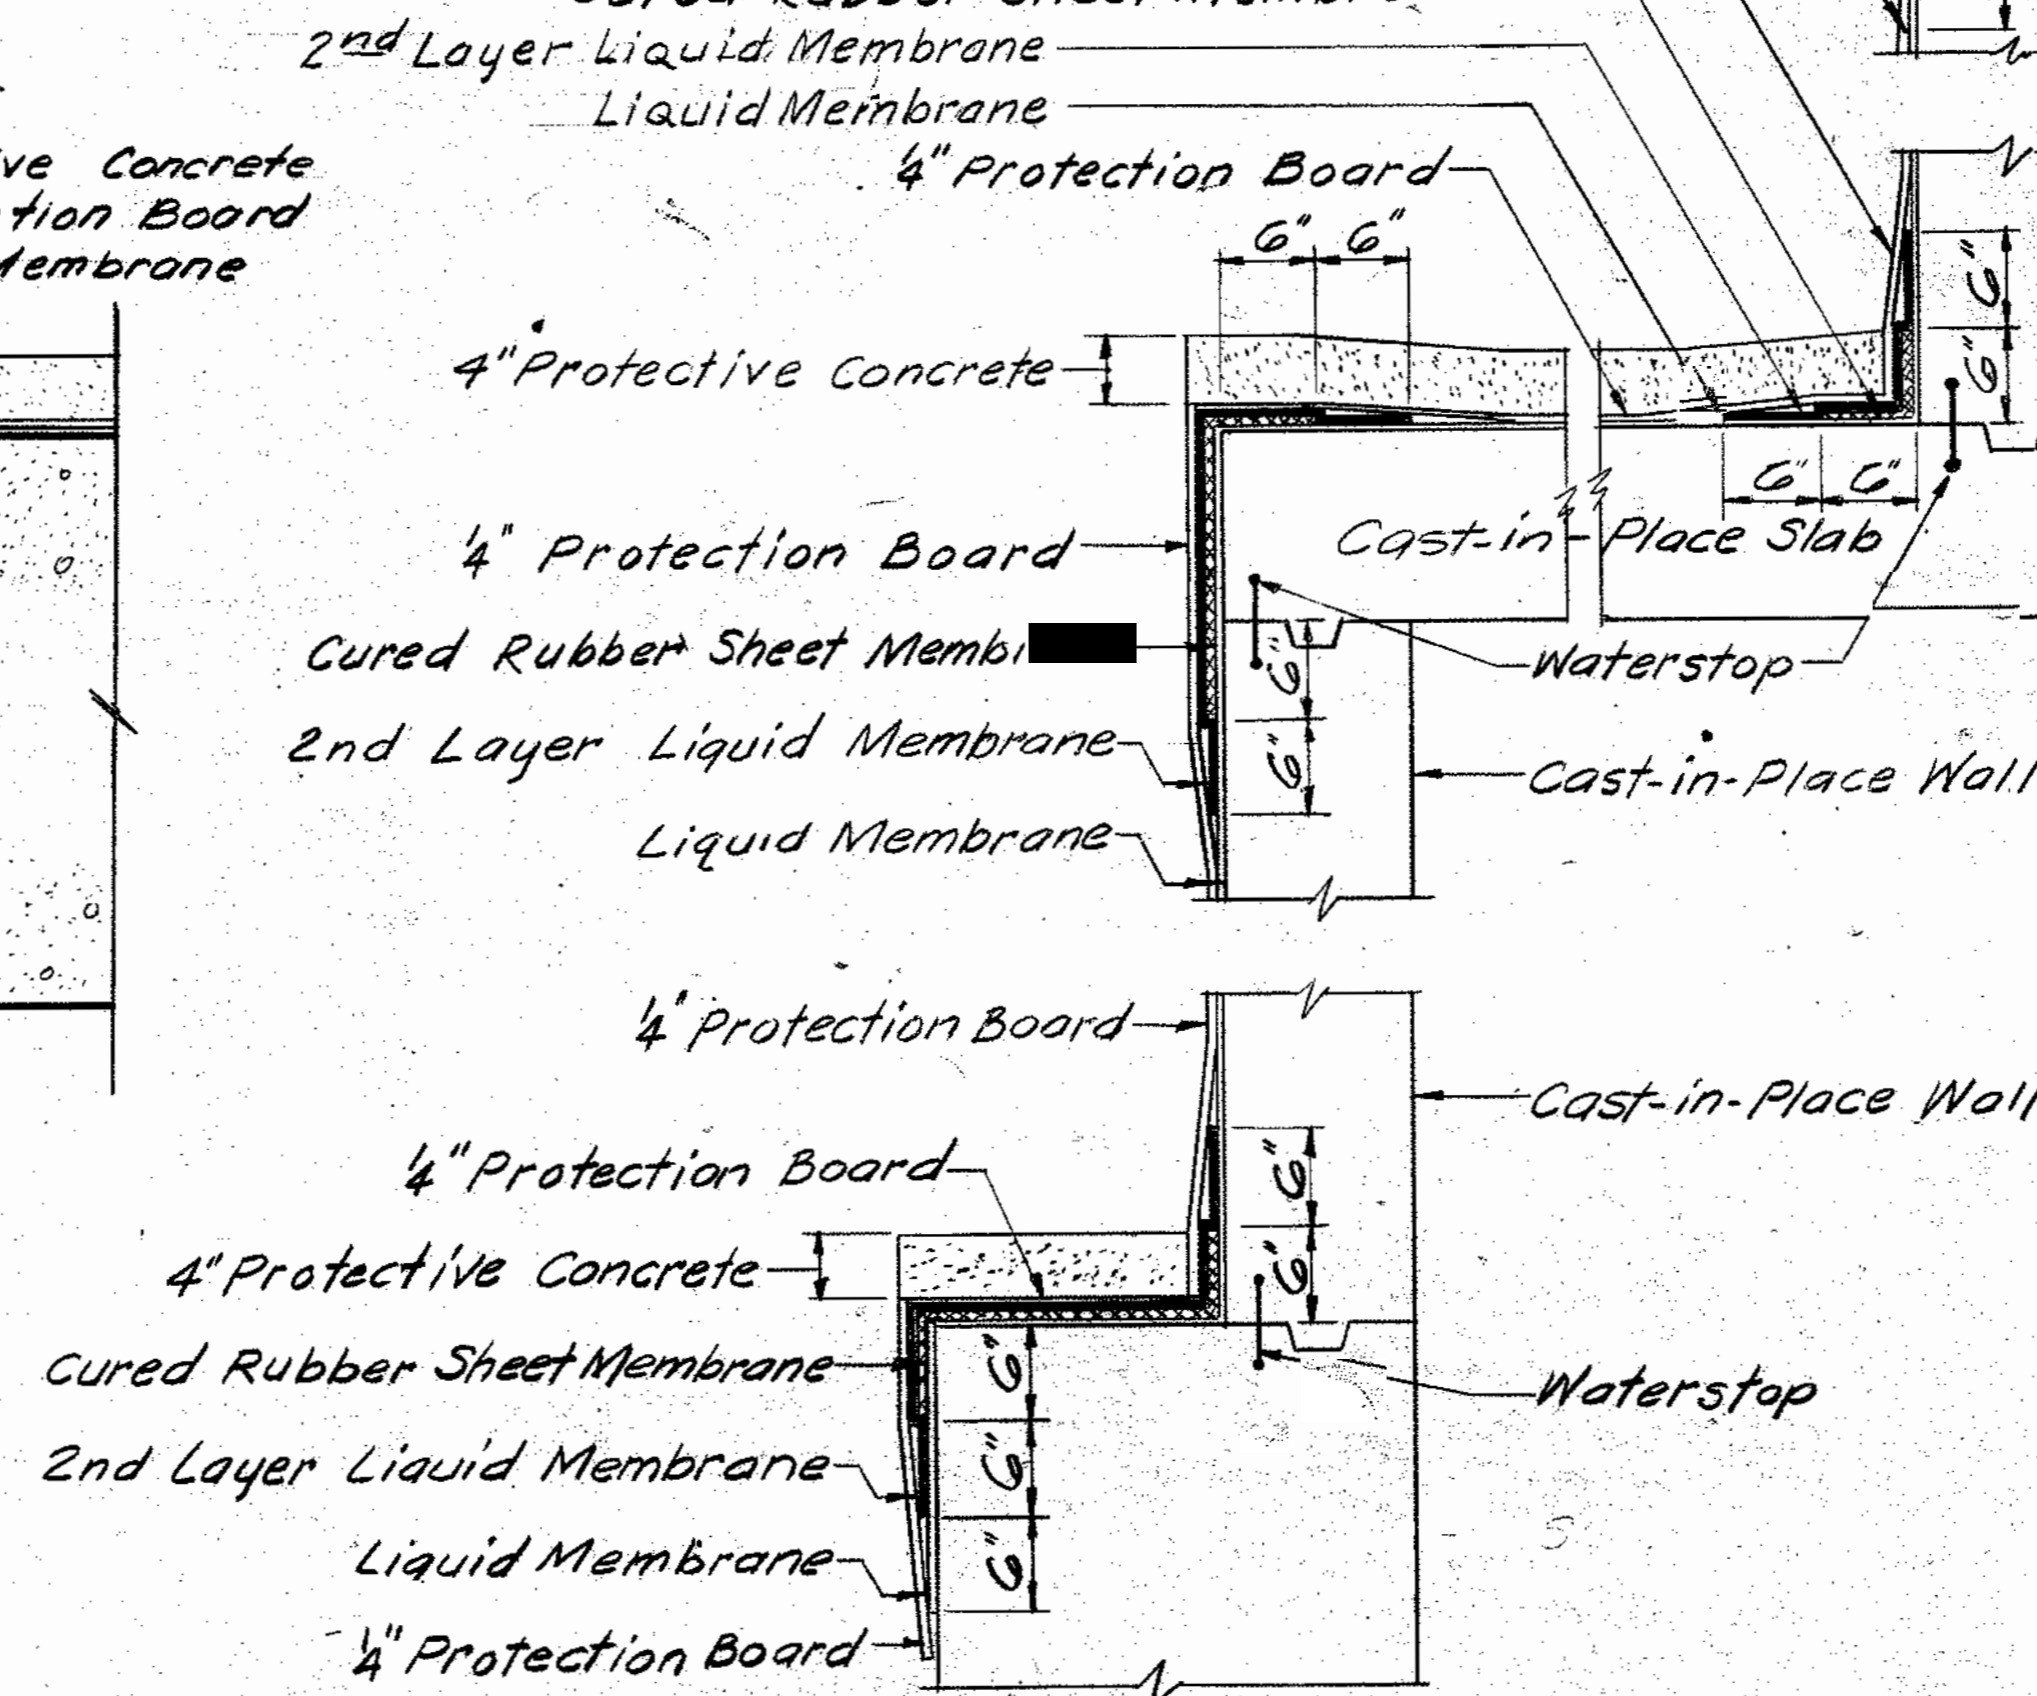 2nd Layer Liquid Membrane
Liquid Membrane
1/4" Protection Board
Concrete
Board
6" 6"
6"
6"
4" Protective Concrete
6" 6"
1/4" Protection Board
Cast-in-Place Slab
Cured Rubber Sheet
6"
Waterstop
2nd Layer Liquid Membrane
6"
Cast-in-Place Wall
Liquid Membrane
1/4" Protection Board
Cast-in-Place Wall
1/4" Protection Board
6"
4" Protective Concrete
6"
Cured Rubber Sheet Membrane
6"
Waterstop
2nd Layer Liquid Membrane
6"
Liquid Membrane
6"
1/4" Protection Board